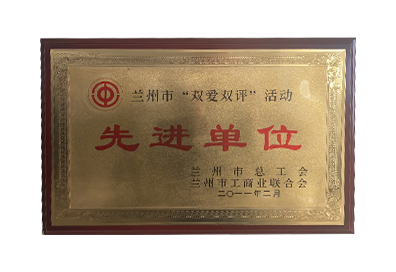 兰州市“双爱双评”活动
先进单位
兰州市总工会
兰州市工商业联合会
二〇一一年二月